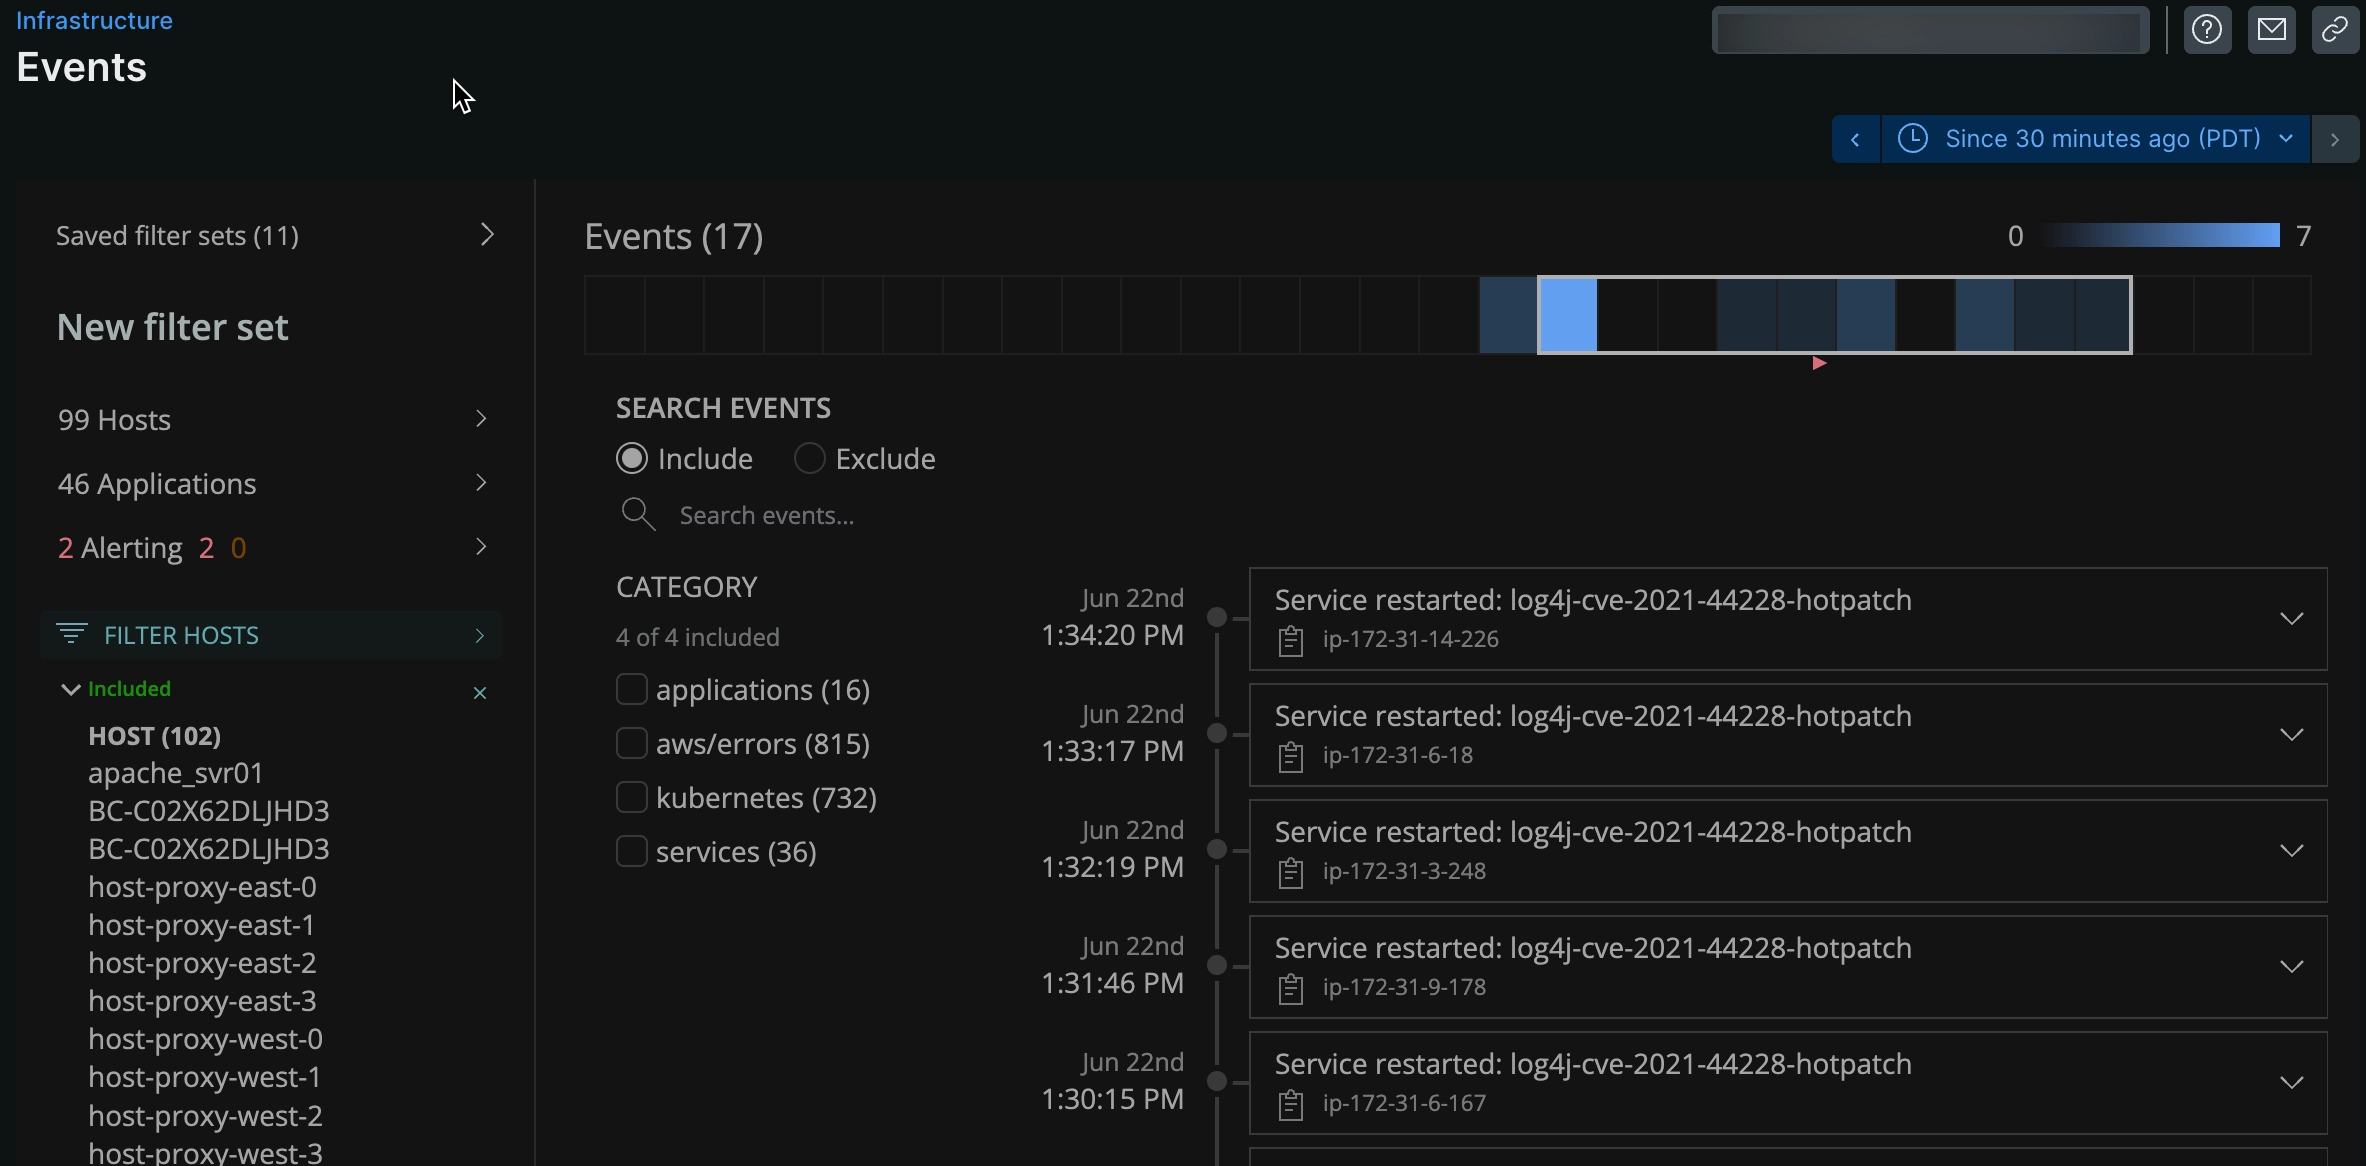 Infrastructure
Events
Since 30 minutes ago (PDT)
Saved filter sets (11)
New filter set
99 Hosts
46 Applications
2 Alerting 2 0
FILTER HOSTS
Included
HOST (102)
apache_svr01
BC-C02X62DLJHD3
BC-C02X62DLJHD3
host-proxy-east-0
host-proxy-east-1
host-proxy-east-2
host-proxy-east-3
host-proxy-west-0
host-proxy-west-1
host-proxy-west-2
host-proxy-west-3
Events (17)
0 7
SEARCH EVENTS
Include Exclude
Search events...
CATEGORY
4 of 4 included
applications (16)
aws/errors (815)
kubernetes (732)
services (36)
Jun 22nd
1:34:20 PM
Service restarted: log4j-cve-2021-44228-hotpatch
ip-172-31-14-226
Jun 22nd
1:33:17 PM
Service restarted: log4j-cve-2021-44228-hotpatch
ip-172-31-6-18
Jun 22nd
1:32:19 PM
Service restarted: log4j-cve-2021-44228-hotpatch
ip-172-31-3-248
Jun 22nd
1:31:46 PM
Service restarted: log4j-cve-2021-44228-hotpatch
ip-172-31-9-178
Jun 22nd
1:30:15 PM
Service restarted: log4j-cve-2021-44228-hotpatch
ip-172-31-6-167